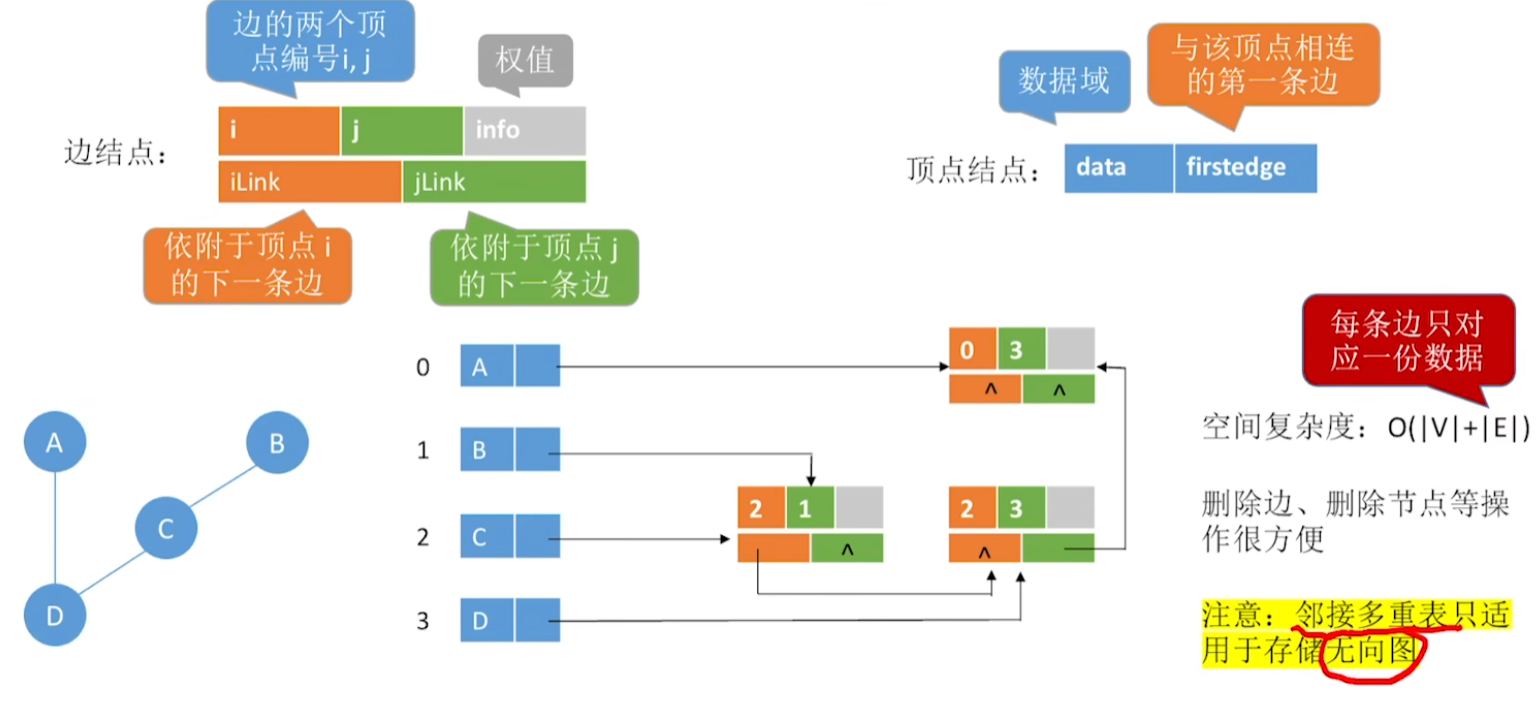 边的两个顶
点编号i, j
权值
边结点：
i
j
info
iLink
jLink
依附于顶点 i
的下一条边
依附于顶点 j
的下一条边
数据域
与该顶点相连
的第一条边
顶点结点：
data
firstedge
A
B
C
D
0
A
1
B
2
C
3
D
0
3
^
^
2
1
^
2
3
^
每条边只对
应一份数据
空间复杂度：O(|V|+|E|)
删除边、删除节点等操
作很方便
注意：邻接多重表只适
用于存储无向图